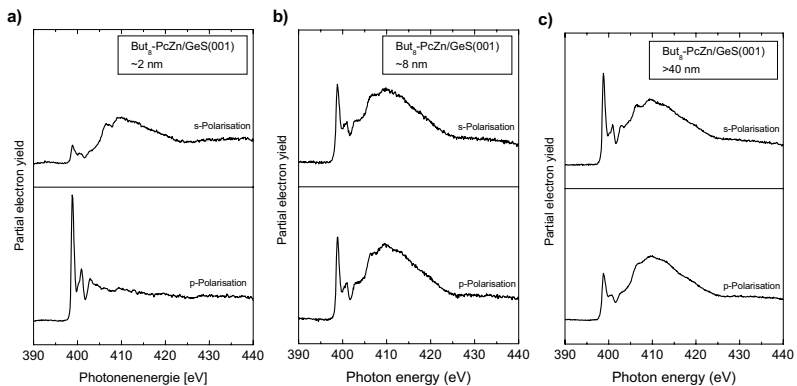 a)
But8-PcZn/GeS(001)
~2 nm
s-Polarisation
p-Polarisation
Partial electron yield
390 400 410 420 430 440
Photonenenergie [eV]
b)
But8-PcZn/GeS(001)
~8 nm
s-Polarisation
p-Polarisation
Partial electron yield
390 400 410 420 430 440
Photon energy (eV)
c)
But8-PcZn/GeS(001)
>40 nm
s-Polarisation
p-Polarisation
Partial electron yield
390 400 410 420 430 440
Photon energy (eV)